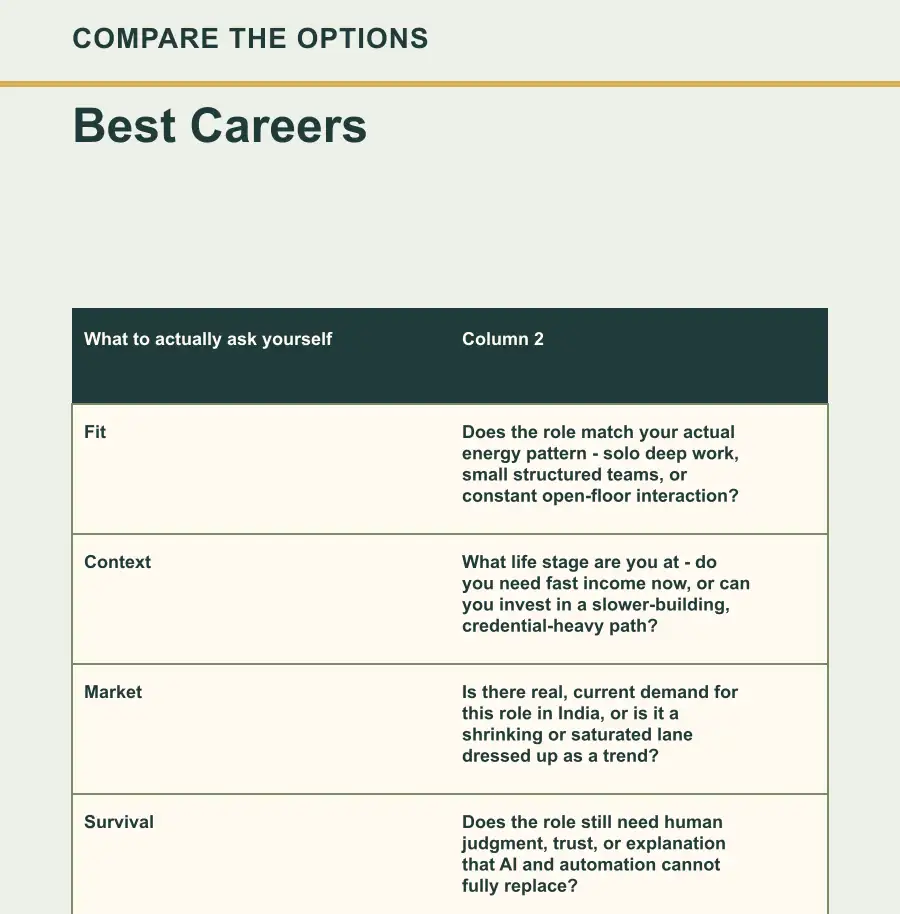 COMPARE THE OPTIONS
Best Careers
What to actually ask yourself
Column 2
Fit
Does the role match your actual
energy pattern - solo deep work,
small structured teams, or
constant open-floor interaction?
Context
What life stage are you at - do
you need fast income now, or can
you invest in a slower-building,
credential-heavy path?
Market
Is there real, current demand for
this role in India, or is it a
shrinking or saturated lane
dressed up as a trend?
Survival
Does the role still need human
judgment, trust, or explanation
that AI and automation cannot
fully replace?